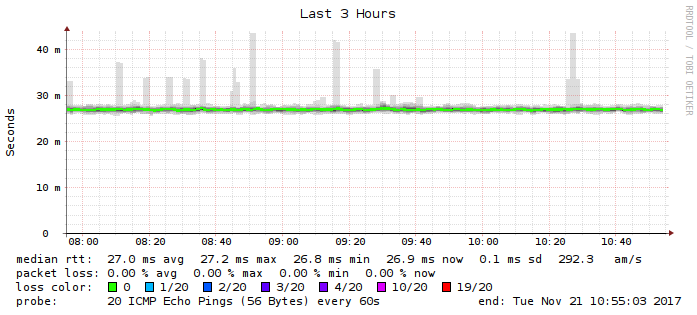 Last 3 Hours
RRDTOOL / TOBI OETIKER
Seconds
40 m
30 m
20 m
10 m
0
08:00 08:20 08:40 09:00 09:20 09:40 10:00 10:20 10:40
median rtt: 27.0 ms avg 27.2 ms max 26.8 ms min 26.9 ms now 0.1 ms sd 292.3 am/s
packet loss: 0.00 % avg 0.00 % max 0.00 % min 0.00 % now
loss color: 0 1/20 2/20 3/20 4/20 10/20 19/20
probe: 20 ICMP Echo Pings (56 Bytes) every 60s end: Tue Nov 21 10:55:03 2017